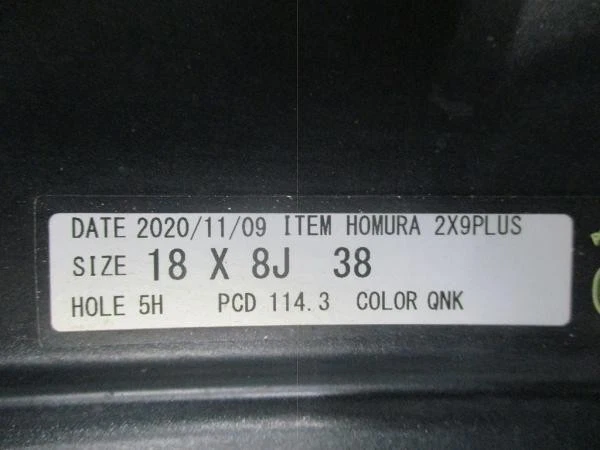 DATE 2020/11/09 ITEM HOMURA 2X9PLUS
SIZE 18 X 8J 38
HOLE 5H PCD 114.3 COLOR QNK